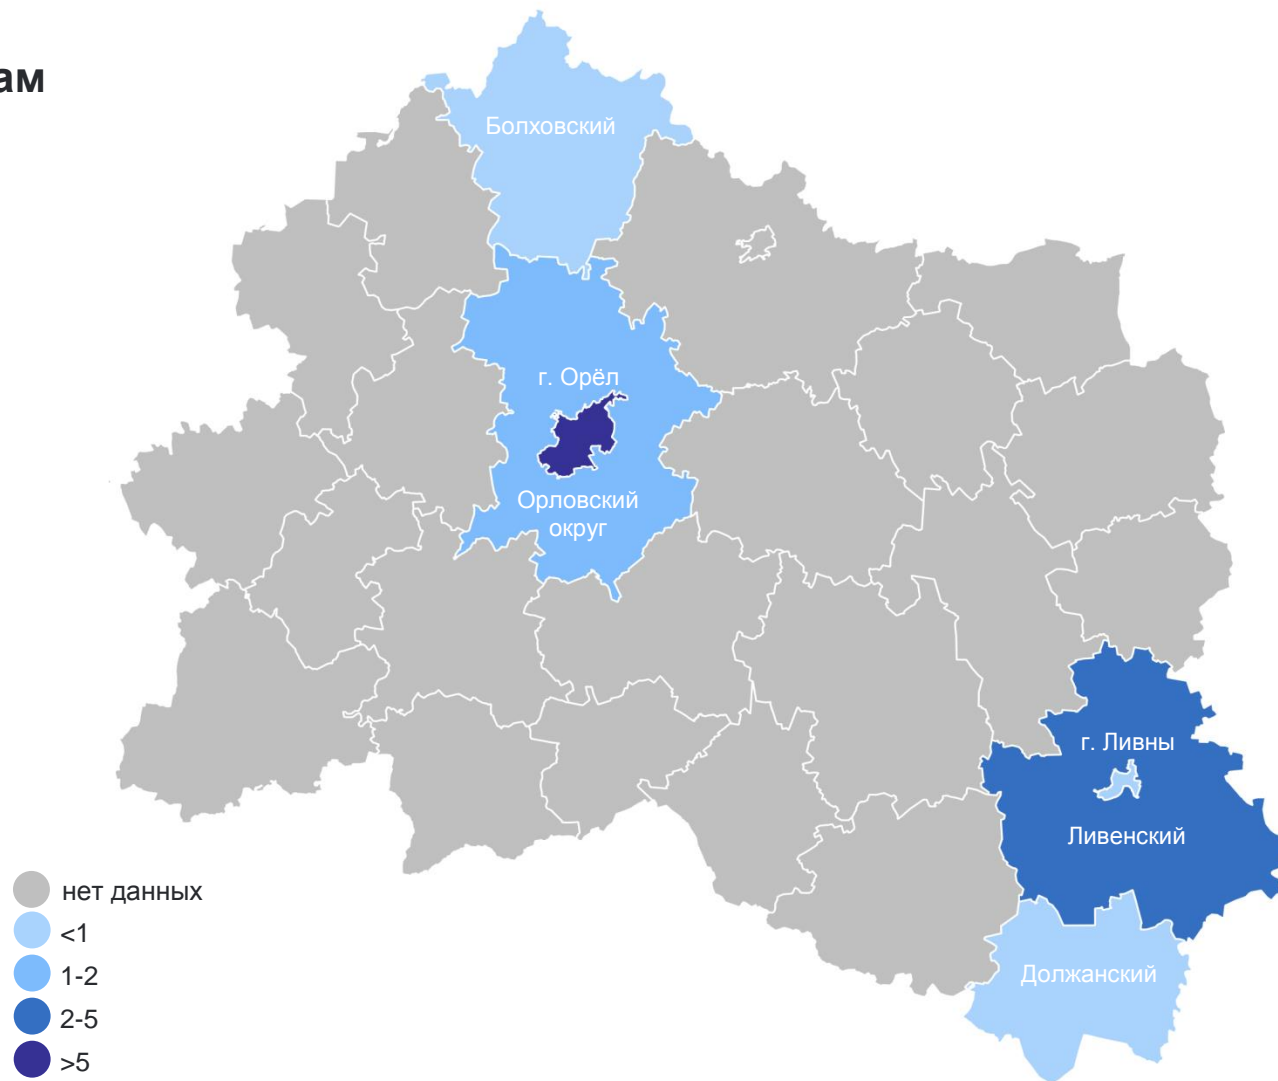 ам
Болховский
г. Орёл
Орловский
округ
г. Ливны
Ливенский
Должанский
нет данных
<1
1-2
2-5
>5